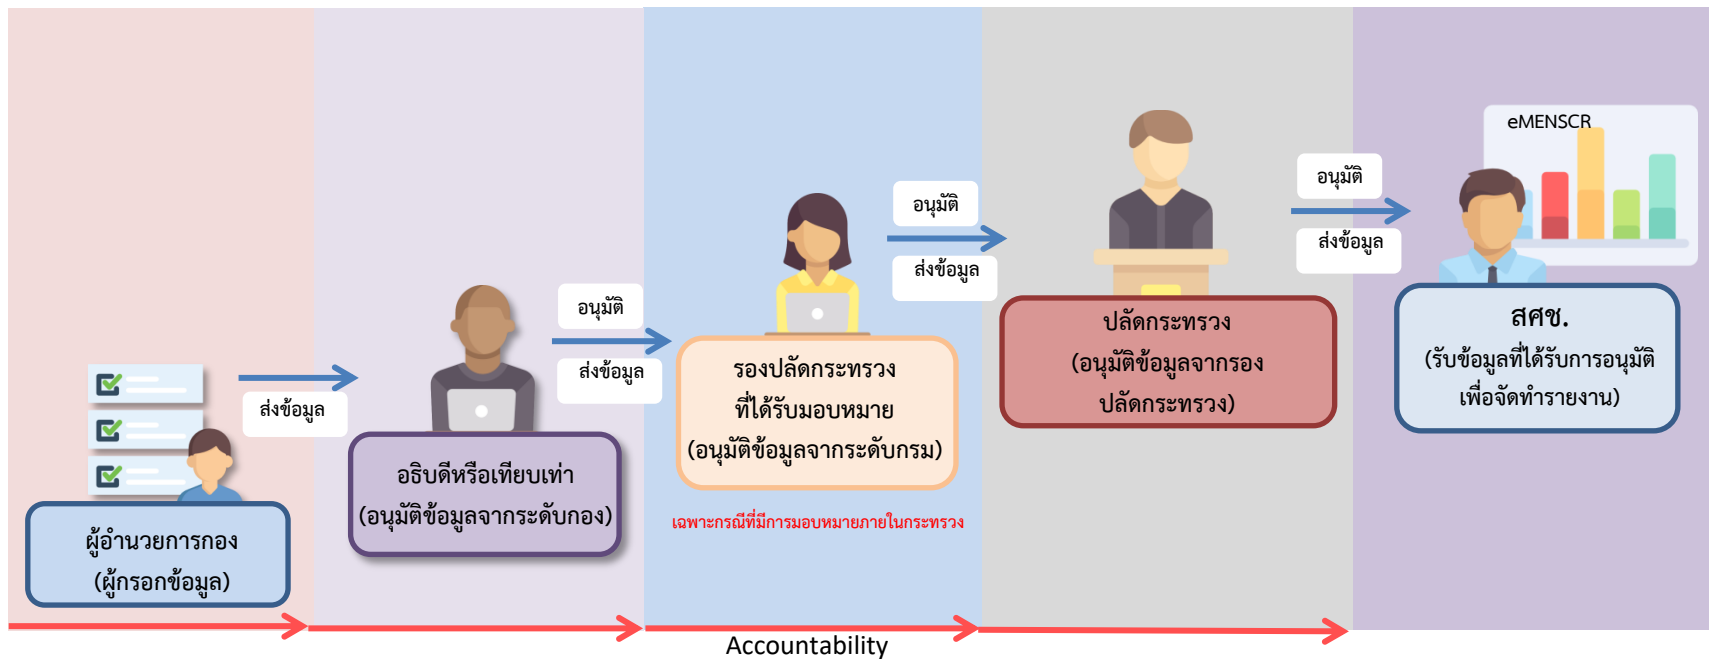 ส่งข้อมูล
ผู้อำนวยการกอง
(ผู้กรอกข้อมูล)
อนุมัติ
ส่งข้อมูล
อธิบดีหรือเทียบเท่า
(อนุมัติข้อมูลจากระดับกอง)
อนุมัติ
ส่งข้อมูล
รองปลัดกระทรวง
ที่ได้รับมอบหมาย
(อนุมัติข้อมูลจากระดับกรม)
เฉพาะกรณีที่มีการมอบหมายภายในกระทรวง
อนุมัติ
ส่งข้อมูล
ปลัดกระทรวง
(อนุมัติข้อมูลจากรอง
ปลัดกระทรวง)
eMENSCR
สศช.
(รับข้อมูลที่ได้รับการอนุมัติ
เพื่อจัดทำรายงาน)
Accountability